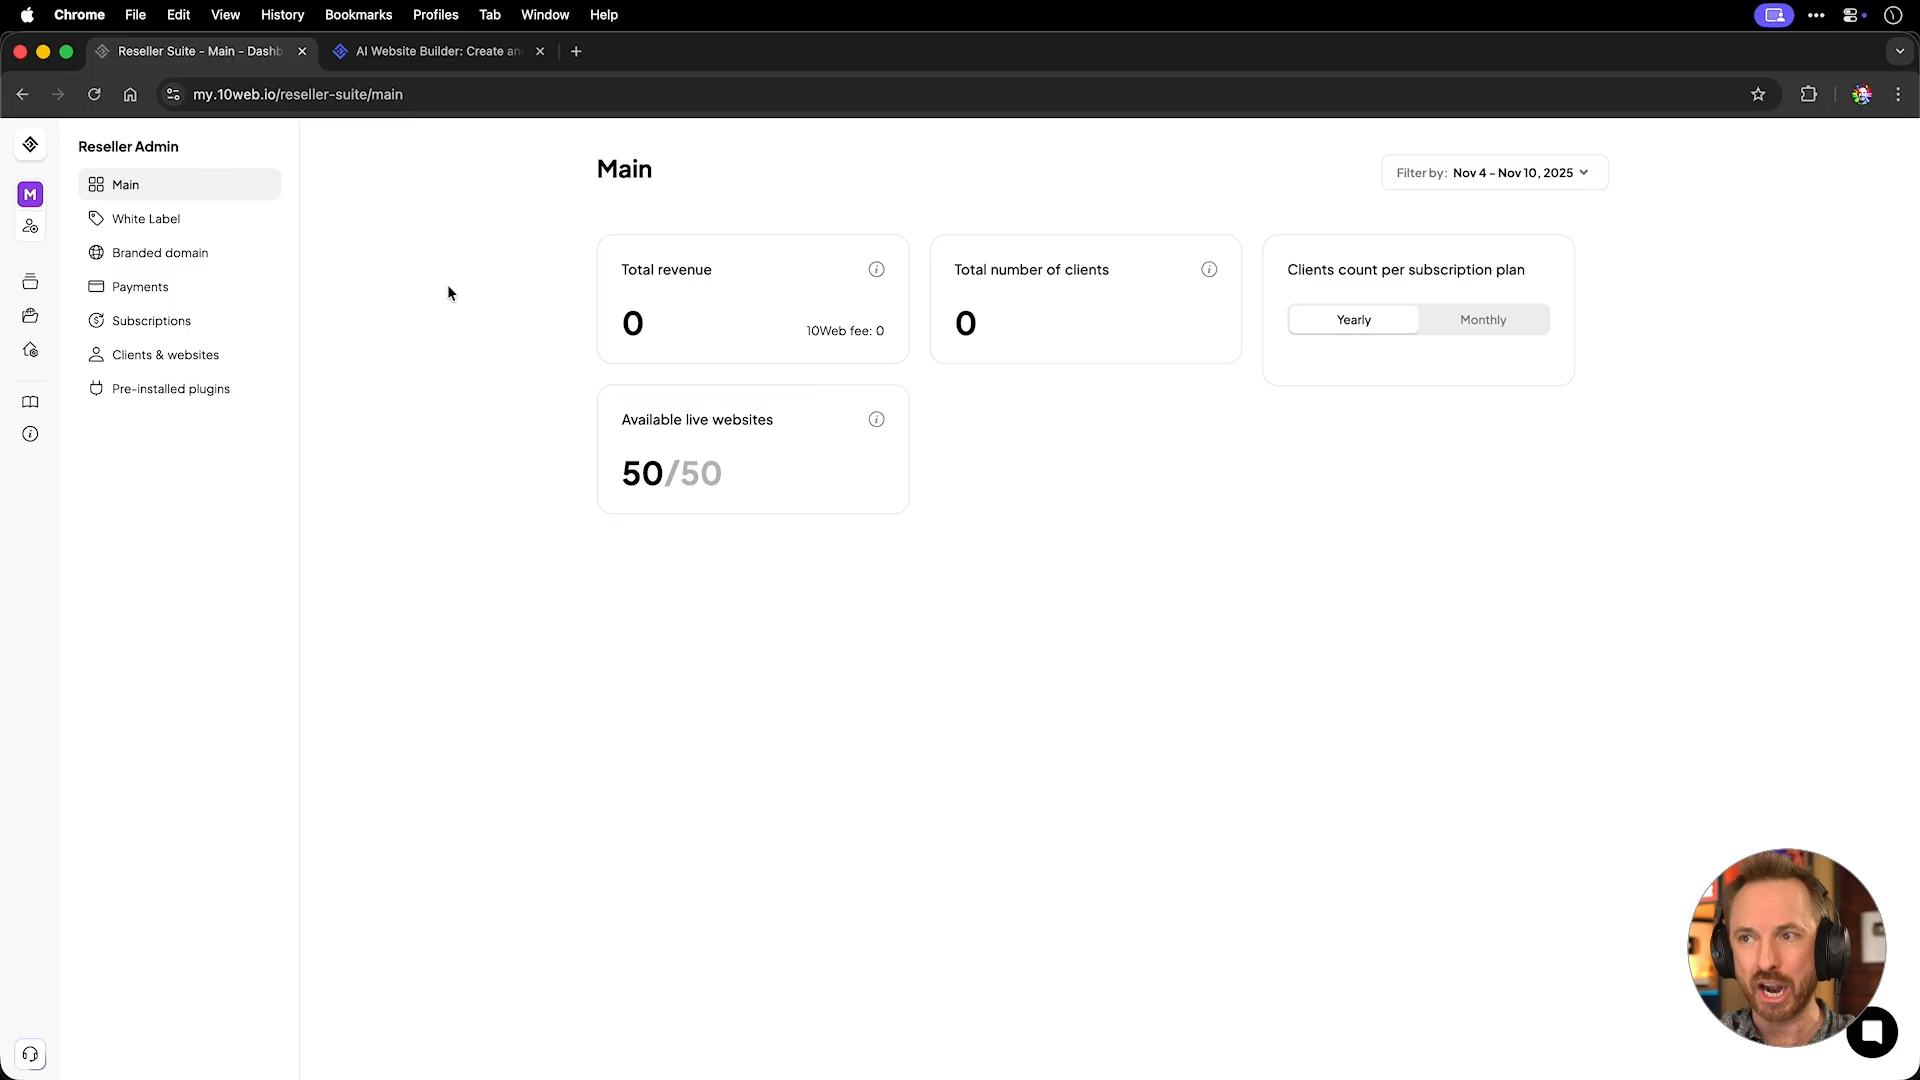 Chrome File Edit View History Bookmarks Profiles Tab Window Help
Reseller Suite - Main - Dashb
AI Website Builder: Create an
my.10web.io/reseller-suite/main
Reseller Admin
M
Main
White Label
Branded domain
Payments
Subscriptions
Clients & websites
Pre-installed plugins
Main
Filter by: Nov 4 - Nov 10, 2025
Total revenue
0
10Web fee: 0
Total number of clients
0
Clients count per subscription plan
Yearly Monthly
Available live websites
50/50